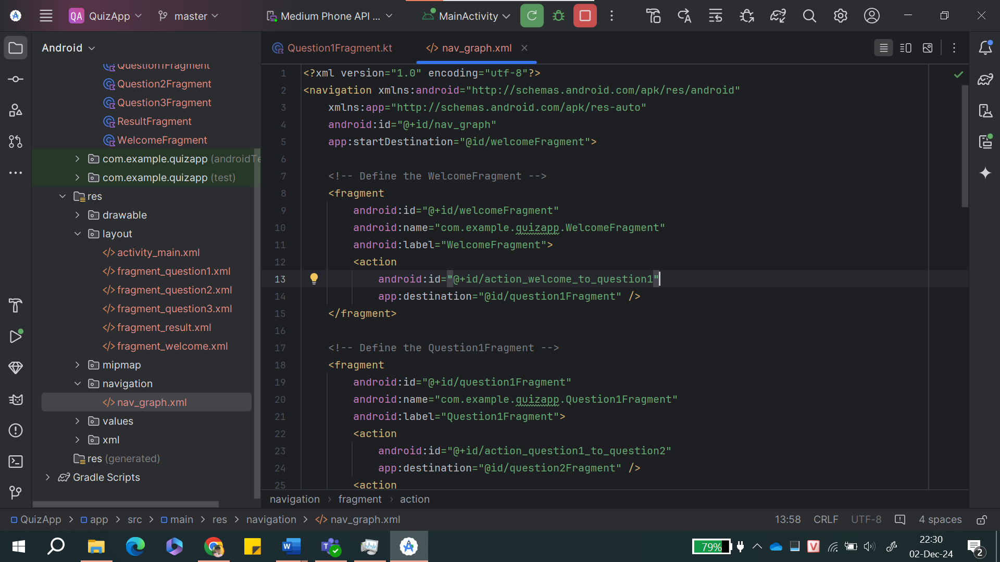 QA QuizApp master Medium Phone API ... MainActivity
Android
Question1Fragment.kt
nav_graph.xml
Question1Fragment
Question2Fragment
Question3Fragment
ResultFragment
WelcomeFragment
com.example.quizapp (androidTe
com.example.quizapp (test)
res
drawable
layout
activity_main.xml
fragment_question1.xml
fragment_question2.xml
fragment_question3.xml
fragment_result.xml
fragment_welcome.xml
mipmap
navigation
nav_graph.xml
values
xml
res (generated)
Gradle Scripts
1 <?xml version="1.0" encoding="utf-8"?>
2 <navigation xmlns:android="http://schemas.android.com/apk/res/android"
3 xmlns:app="http://schemas.android.com/apk/res-auto"
4 android:id="@+id/nav_graph"
5 app:startDestination="@id/welcomeFragment">
6
7 <!-- Define the WelcomeFragment -->
8 <fragment
9 android:id="@+id/welcomeFragment"
10 android:name="com.example.quizapp.WelcomeFragment"
11 android:label="WelcomeFragment">
12 <action
13 android:id="@+id/action_welcome_to_question1"
14 app:destination="@id/question1Fragment" />
15 </fragment>
16
17 <!-- Define the Question1Fragment -->
18 <fragment
19 android:id="@+id/question1Fragment"
20 android:name="com.example.quizapp.Question1Fragment"
21 android:label="Question1Fragment">
22 <action
23 android:id="@+id/action_question1_to_question2"
24 app:destination="@id/question2Fragment" />
25 <action
navigation > fragment > action
QuizApp > app > src > main > res > navigation > nav_graph.xml 13:58 CRLF UTF-8 4 spaces
79%
22:30
02-Dec-24
2